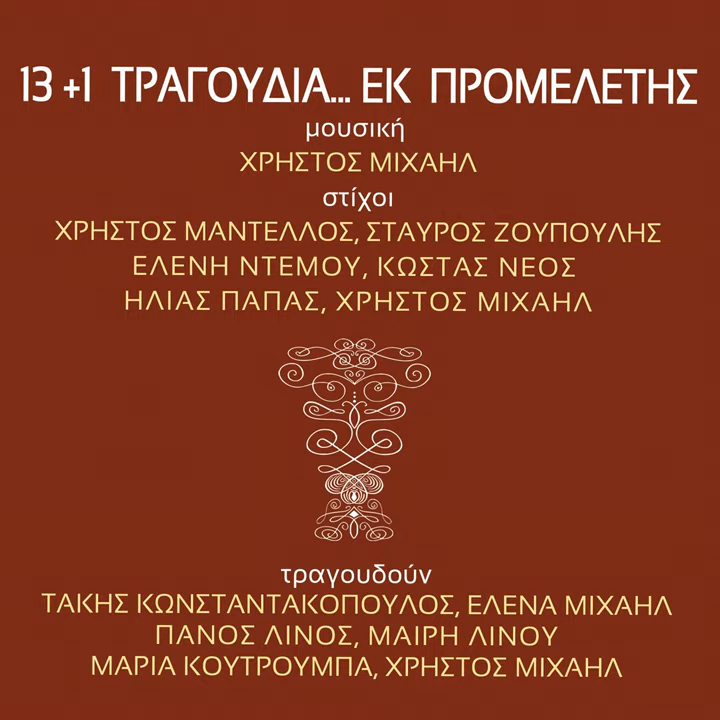 13 +1 ΤΡΑΓΟΥΔΙΑ... ΕΚ ΠΡΟΜΕΛΕΤΗΣ
μουσική
ΧΡΗΣΤΟΣ ΜΙΧΑΗΛ
στίχοι
ΧΡΗΣΤΟΣ ΜΑΝΤΕΛΛΟΣ, ΣΤΑΥΡΟΣ ΖΟΥΠΟΥΛΗΣ
ΕΛΕΝΗ ΝΤΕΜΟΥ, ΚΩΣΤΑΣ ΝΕΟΣ
ΗΛΙΑΣ ΠΑΠΑΣ, ΧΡΗΣΤΟΣ ΜΙΧΑΗΛ
τραγουδούν
ΤΑΚΗΣ ΚΩΝΣΤΑΝΤΑΚΟΠΟΥΛΟΣ, ΕΛΕΝΑ ΜΙΧΑΗΛ
ΠΑΝΟΣ ΛΙΝΟΣ, ΜΑΙΡΗ ΛΙΝΟΥ
ΜΑΡΙΑ ΚΟΥΤΡΟΥΜΠΑ, ΧΡΗΣΤΟΣ ΜΙΧΑΗΛ